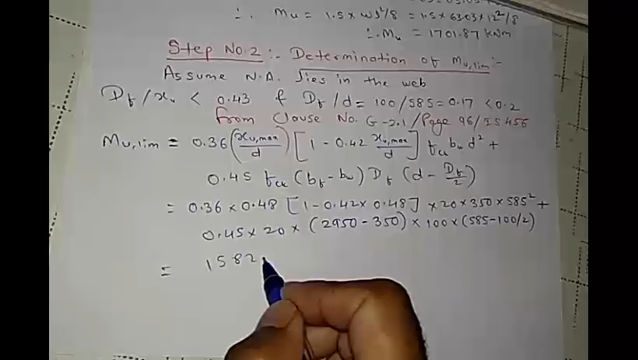 ∴ Mu = 1.5 × wl²/8 = 1.5 × 63.03 × 12²/8
∴ Mu = 1701.87 kNm
Step No.2 :- Determination of Mu,lim :-
Assume N.A. lies in the web
Df/xu < 0.43 & Df/d = 100/585 = 0.17 < 0.2
from Clouse No. G-2.1/Page 96/IS 456
Mu,lim = 0.36 (xu,max/d) [1 - 0.42 xu,max/d] fck bw d² +
0.45 fck (bf - bw) Df (d - Df/2)
= 0.36 × 0.48 [1 - 0.42 × 0.48] × 20 × 350 × 585² +
0.45 × 20 × (2950 - 350) × 100 × (585 - 100/2)
= 1582